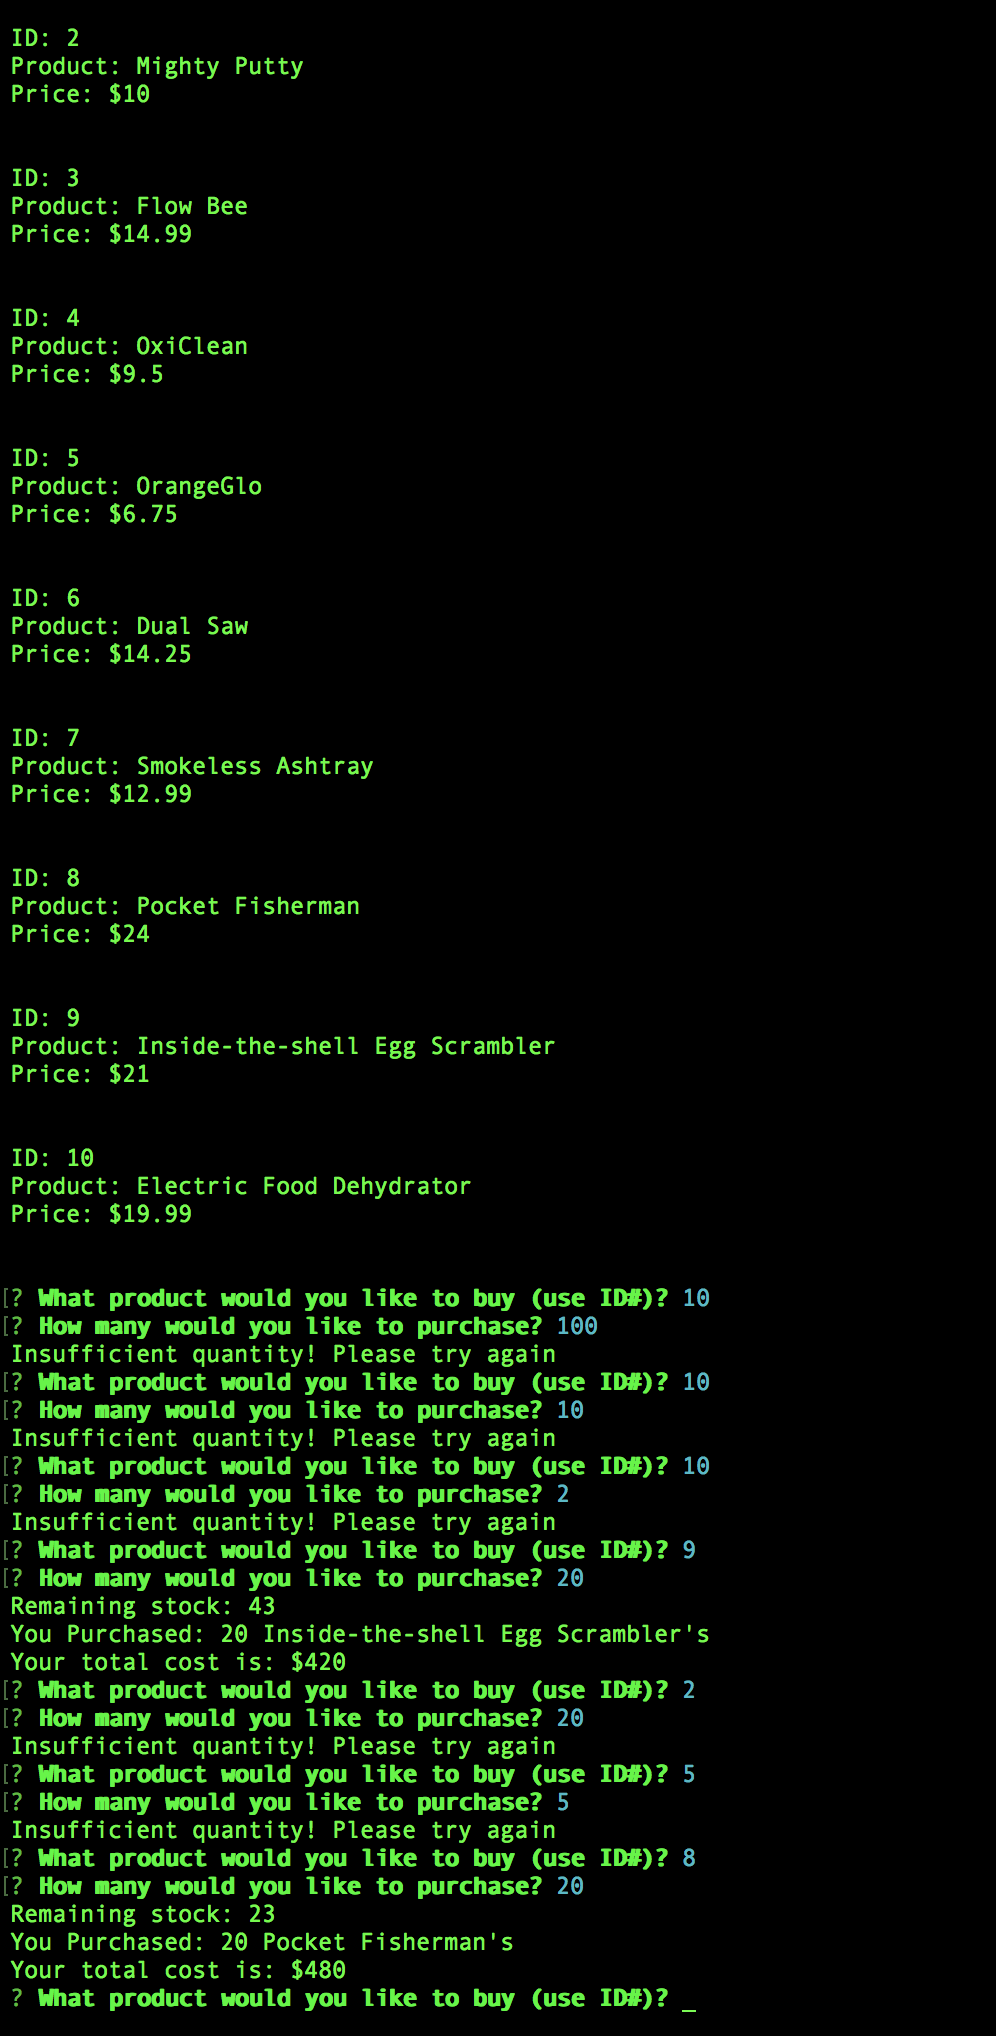 ID: 2
Product: Mighty Putty
Price: $10
ID: 3
Product: Flow Bee
Price: $14.99
ID: 4
Product: OxiClean
Price: $9.5
ID: 5
Product: OrangeGlo
Price: $6.75
ID: 6
Product: Dual Saw
Price: $14.25
ID: 7
Product: Smokeless Ashtray
Price: $12.99
ID: 8
Product: Pocket Fisherman
Price: $24
ID: 9
Product: Inside-the-shell Egg Scrambler
Price: $21
ID: 10
Product: Electric Food Dehydrator
Price: $19.99
[? What product would you like to buy (use ID#)? 10
[? How many would you like to purchase? 100
Insufficient quantity! Please try again
[? What product would you like to buy (use ID#)? 10
[? How many would you like to purchase? 10
Insufficient quantity! Please try again
[? What product would you like to buy (use ID#)? 10
[? How many would you like to purchase? 2
Insufficient quantity! Please try again
[? What product would you like to buy (use ID#)? 9
[? How many would you like to purchase? 20
Remaining stock: 43
You Purchased: 20 Inside-the-shell Egg Scrambler's
Your total cost is: $420
[? What product would you like to buy (use ID#)? 2
[? How many would you like to purchase? 20
Insufficient quantity! Please try again
[? What product would you like to buy (use ID#)? 5
[? How many would you like to purchase? 5
Insufficient quantity! Please try again
[? What product would you like to buy (use ID#)? 8
[? How many would you like to purchase? 20
Remaining stock: 23
You Purchased: 20 Pocket Fisherman's
Your total cost is: $480
? What product would you like to buy (use ID#)? _